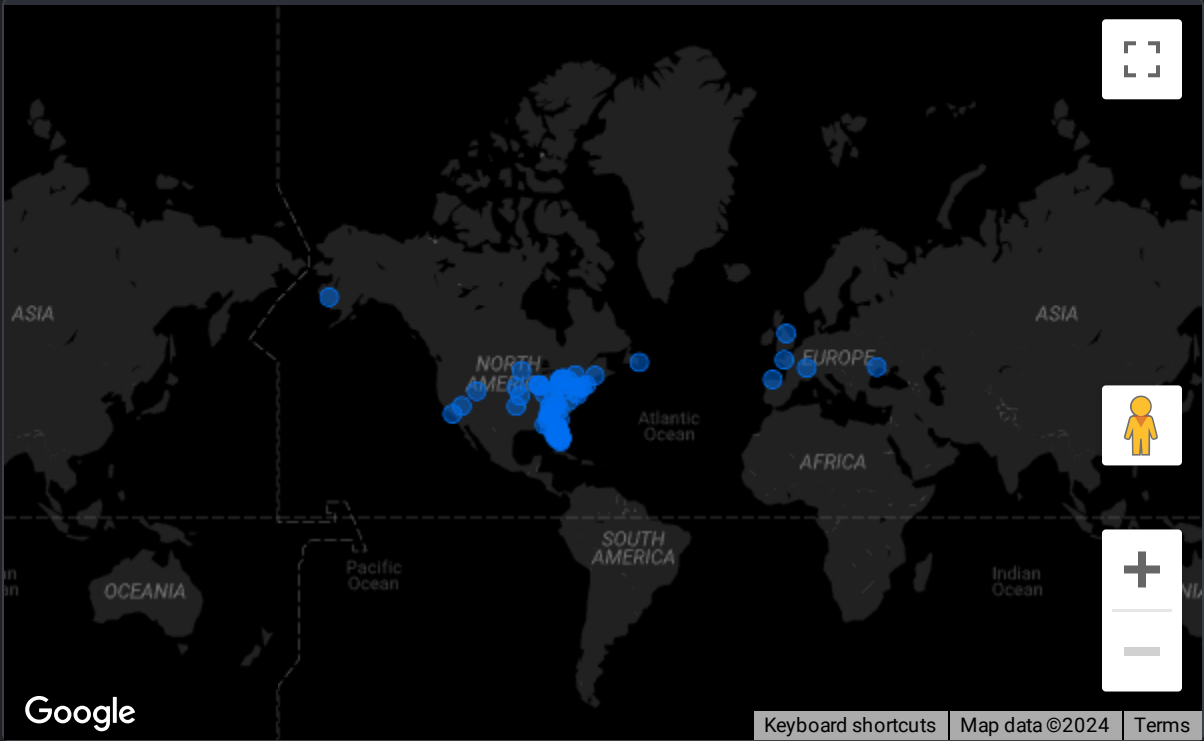 ASIA
NORTH
AMERI
EUROPE
ASIA
Atlantic
Ocean
AFRICA
SOUTH
AMERICA
Pacific
Ocean
Indian
Ocean
OCEANIA
Google
Keyboard shortcuts
Map data ©2024
Terms